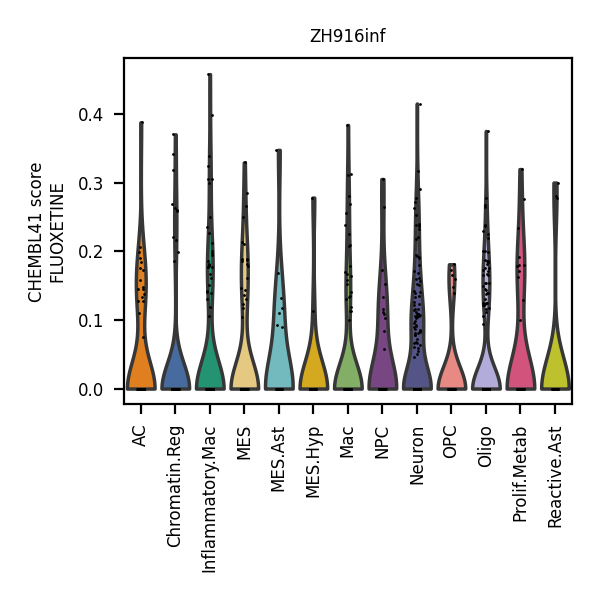 ZH916inf
CHEMBL41 score
FLUOXETINE
0.4
0.3
0.2
0.1
0.0
AC
Chromatin.Reg
Inflammatory.Mac
MES
MES.Ast
MES.Hyp
Mac
NPC
Neuron
OPC
Oligo
Prolif.Metab
Reactive.Ast